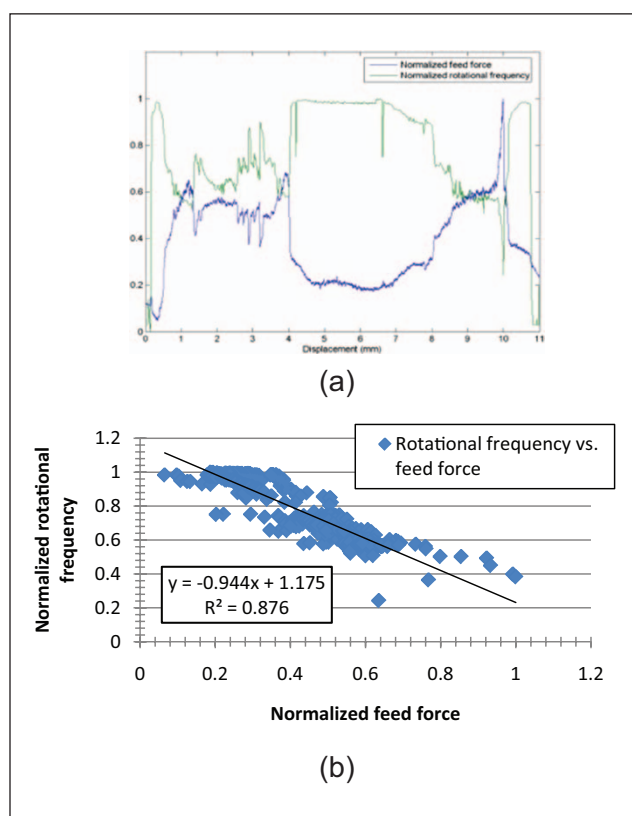 Normalized feed force
Normalized rotational frequency
1
0.8
0.6
0.4
0.2
0
0 1 2 3 4 5 6 7 8 9 10 11
Displacement (mm)
(a)
Rotational frequency vs.
feed force
Normalized rotational
frequency
1.2
1
0.8
0.6
0.4
0.2
0
y = -0.944x + 1.175
R² = 0.876
0 0.2 0.4 0.6 0.8 1 1.2
Normalized feed force
(b)